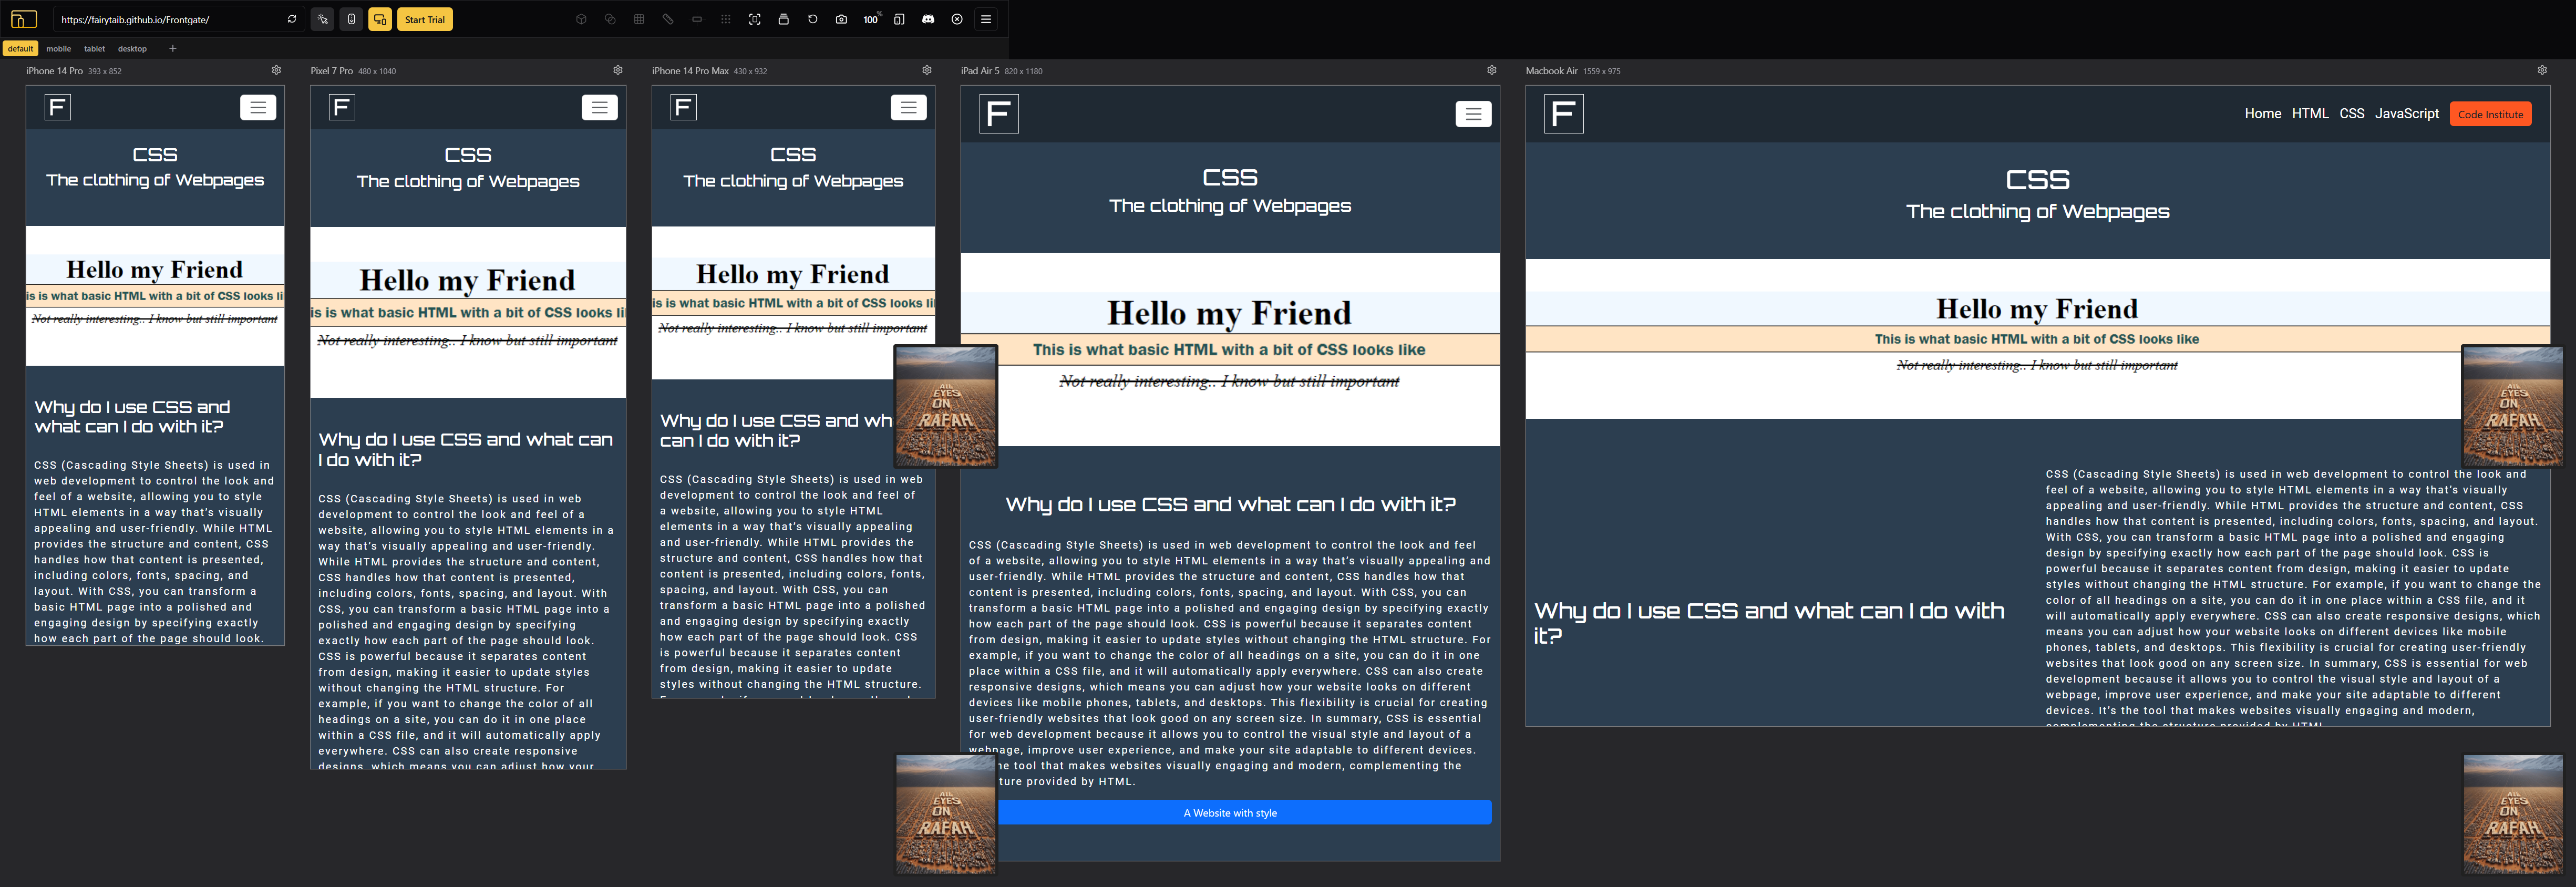 https://fairytaib.github.io/Frontgate/
Start Trial
100%
default
mobile
tablet
desktop
+
iPhone 14 Pro 393 x 852
F
CSS
The clothing of Webpages
Hello my Friend
is is what basic HTML with a bit of CSS looks li
Not really interesting.. I know but still important
Why do I use CSS and
what can I do with it?
CSS (Cascading Style Sheets) is used in
web development to control the look and
feel of a website, allowing you to style
HTML elements in a way that's visually
appealing and user-friendly. While HTML
provides the structure and content, CSS
handles how that content is presented,
including colors, fonts, spacing, and
layout. With CSS, you can transform a
basic HTML page into a polished and
engaging design by specifying exactly
how each part of the page should look.
Pixel 7 Pro 480 x 1040
F
CSS
The clothing of Webpages
Hello my Friend
is is what basic HTML with a bit of CSS looks li
Not really interesting.. I know but still important
Why do I use CSS and what can
I do with it?
CSS (Cascading Style Sheets) is used in web
development to control the look and feel of a
website, allowing you to style HTML elements in a
way that's visually appealing and user-friendly.
While HTML provides the structure and content,
CSS handles how that content is presented,
including colors, fonts, spacing, and layout. With
CSS, you can transform a basic HTML page into a
polished and engaging design by specifying
exactly how each part of the page should look.
CSS is powerful because it separates content
from design, making it easier to update styles
without changing the HTML structure. For
example, if you want to change the color of all
headings on a site, you can do it in one place
within a CSS file, and it will automatically apply
everywhere. CSS can also create responsive
designs, which means you can adjust how your
iPhone 14 Pro Max 430 x 932
F
CSS
The clothing of Webpages
Hello my Friend
is is what basic HTML with a bit of CSS looks li
Not really interesting.. I know but still important
Why do I use CSS and wh
can I do with it?
CSS (Cascading Style Sheets) is used in web
development to control the look and feel of
a website, allowing you to style HTML
elements in a way that's visually appealing
and user-friendly. While HTML provides the
structure and content, CSS handles how that
content is presented, including colors, fonts,
spacing, and layout. With CSS, you can
transform a basic HTML page into a polished
and engaging design by specifying exactly
how each part of the page should look. CSS
is powerful because it separates content
from design, making it easier to update
styles without changing the HTML structure.
ALL
EYES
ON
RAFAH
ALL
EYES
ON
RAFAH
iPad Air 5 820 x 1180
F
CSS
The clothing of Webpages
Hello my Friend
This is what basic HTML with a bit of CSS looks like
Not really interesting.. I know but still important
Why do I use CSS and what can I do with it?
CSS (Cascading Style Sheets) is used in web development to control the look and feel
of a website, allowing you to style HTML elements in a way that's visually appealing and
user-friendly. While HTML provides the structure and content, CSS handles how that
content is presented, including colors, fonts, spacing, and layout. With CSS, you can
transform a basic HTML page into a polished and engaging design by specifying exactly
how each part of the page should look. CSS is powerful because it separates content
from design, making it easier to update styles without changing the HTML structure. For
example, if you want to change the color of all headings on a site, you can do it in one
place within a CSS file, and it will automatically apply everywhere. CSS can also create
responsive designs, which means you can adjust how your website looks on different
devices like mobile phones, tablets, and desktops. This flexibility is crucial for creating
user-friendly websites that look good on any screen size. In summary, CSS is essential
for web development because it allows you to control the visual style and layout of a
webpage, improve user experience, and make your site adaptable to different devices.
ne tool that makes websites visually engaging and modern, complementing the
ture provided by HTML.
A Website with style
Macbook Air 1559 x 975
F
Home HTML CSS JavaScript Code Institute
CSS
The clothing of Webpages
Hello my Friend
This is what basic HTML with a bit of CSS looks like
Not really interesting.. I know but still important
Why do I use CSS and what can I do with
it?
CSS (Cascading Style Sheets) is used in web development to control the look and
feel of a website, allowing you to style HTML elements in a way that's visually
appealing and user-friendly. While HTML provides the structure and content, CSS
handles how that content is presented, including colors, fonts, spacing, and layout.
With CSS, you can transform a basic HTML page into a polished and engaging
design by specifying exactly how each part of the page should look. CSS is
powerful because it separates content from design, making it easier to update
styles without changing the HTML structure. For example, if you want to change the
color of all headings on a site, you can do it in one place within a CSS file, and it
will automatically apply everywhere. CSS can also create responsive designs, which
means you can adjust how your website looks on different devices like mobile
phones, tablets, and desktops. This flexibility is crucial for creating user-friendly
websites that look good on any screen size. In summary, CSS is essential for web
development because it allows you to control the visual style and layout of a
webpage, improve user experience, and make your site adaptable to different
devices. It's the tool that makes websites visually engaging and modern,
complementing the structure provided by HTML.
ALL
EYES
ON
RAFAH
ALL
EYES
ON
RAFAH